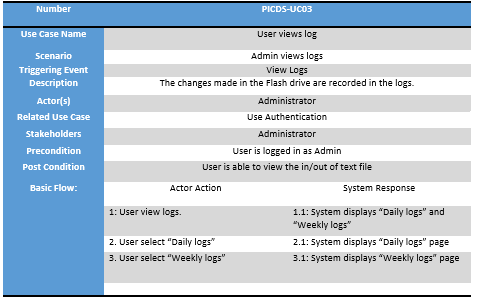 Number PICDS-UC03
Use Case Name User views log
Scenario Admin views logs
Triggering Event View Logs
Description The changes made in the Flash drive are recorded in the logs.
Actor(s) Administrator
Related Use Case Use Authentication
Stakeholders Administrator
Precondition User is logged in as Admin
Post Condition User is able to view the in/out of text file
Basic Flow: Actor Action System Response
1: User view logs. 1.1: System displays “Daily logs” and
“Weekly logs”
2. User select “Daily logs” 2.1: System displays “Daily logs” page
3. User select “Weekly logs” 3.1: System displays “Weekly logs” page